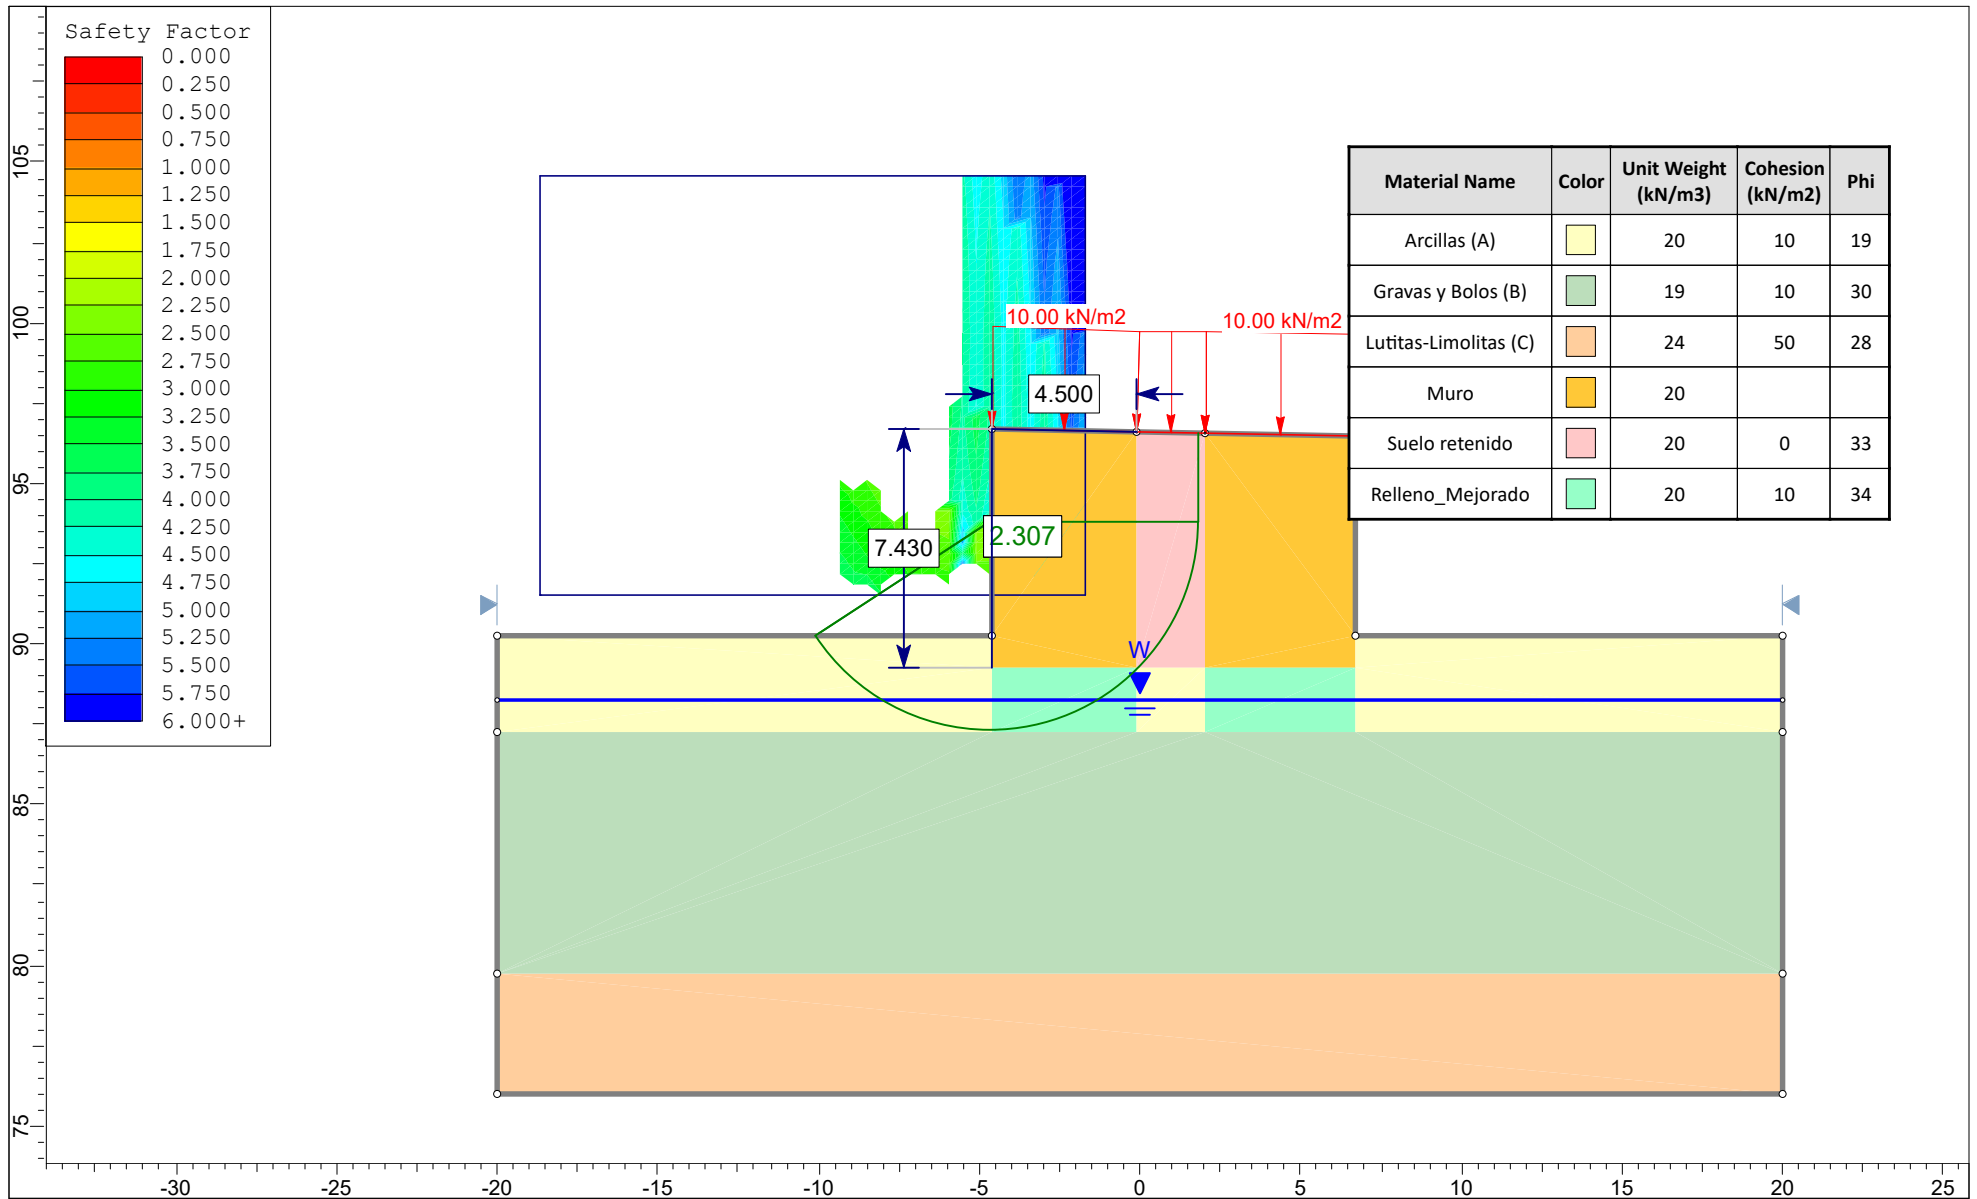 Safety Factor
0.000
0.250
0.500
0.750
1.000
1.250
1.500
1.750
2.000
2.250
2.500
2.750
3.000
3.250
3.500
3.750
4.000
4.250
4.500
4.750
5.000
5.250
5.500
5.750
6.000+
Material Name Color Unit Weight (kN/m3) Cohesion (kN/m2) Phi
Arcillas (A) 20 10 19
Gravas y Bolos (B) 19 10 30
Lutitas-Limolitas (C) 24 50 28
Muro 20
Suelo retenido 20 0 33
Relleno_Mejorado 20 10 34
10.00 kN/m2
10.00 kN/m2
4.500
7.430
2.307
W
105
100
95
90
85
80
75
-30 -25 -20 -15 -10 -5 0 5 10 15 20 25